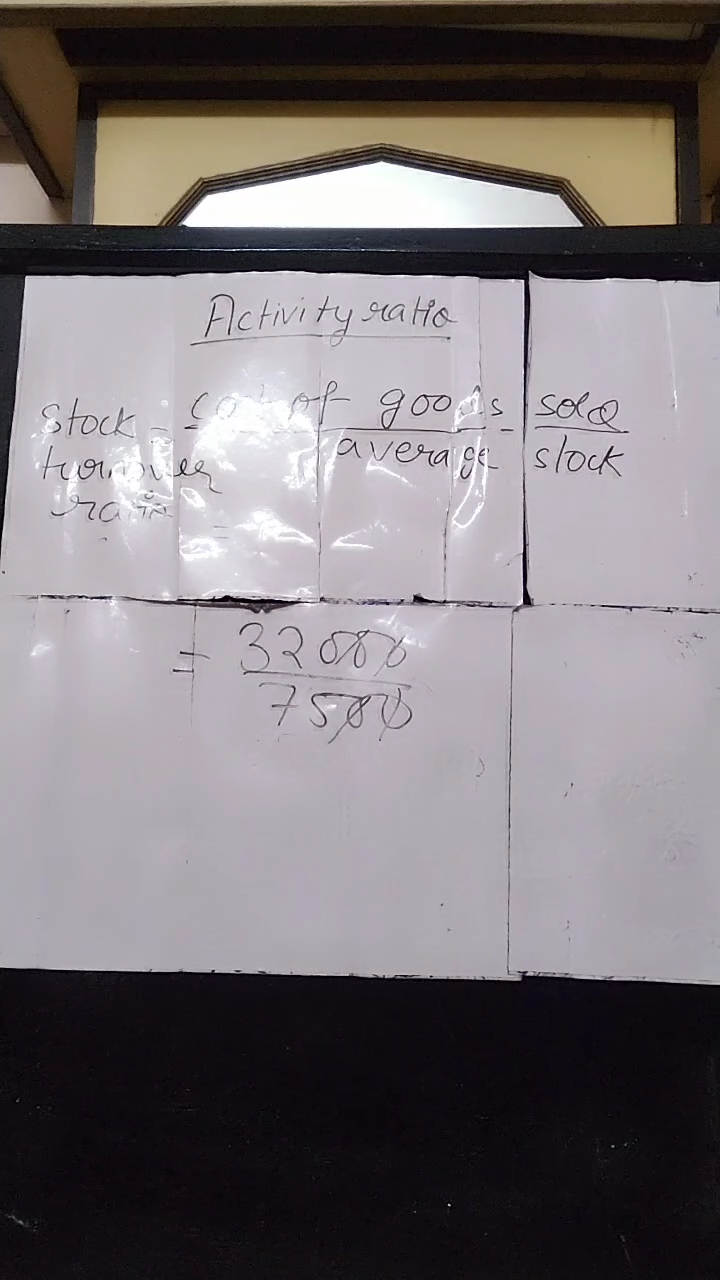 Activity ratio
Stock = cost of goods sold
turnover average stock
ratio =
= 32000
7500